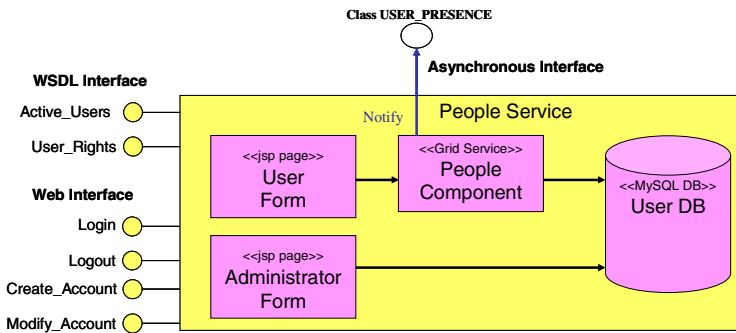 Class USER_PRESENCE
WSDL Interface
Asynchronous Interface
Active_Users
Notify
People Service
User_Rights
<<jsp page>>
User
Form
<<Grid Service>>
People
Component
<<MySQL DB>>
User DB
Web Interface
Login
Logout
Create_Account
Modify_Account
<<jsp page>>
Administrator
Form